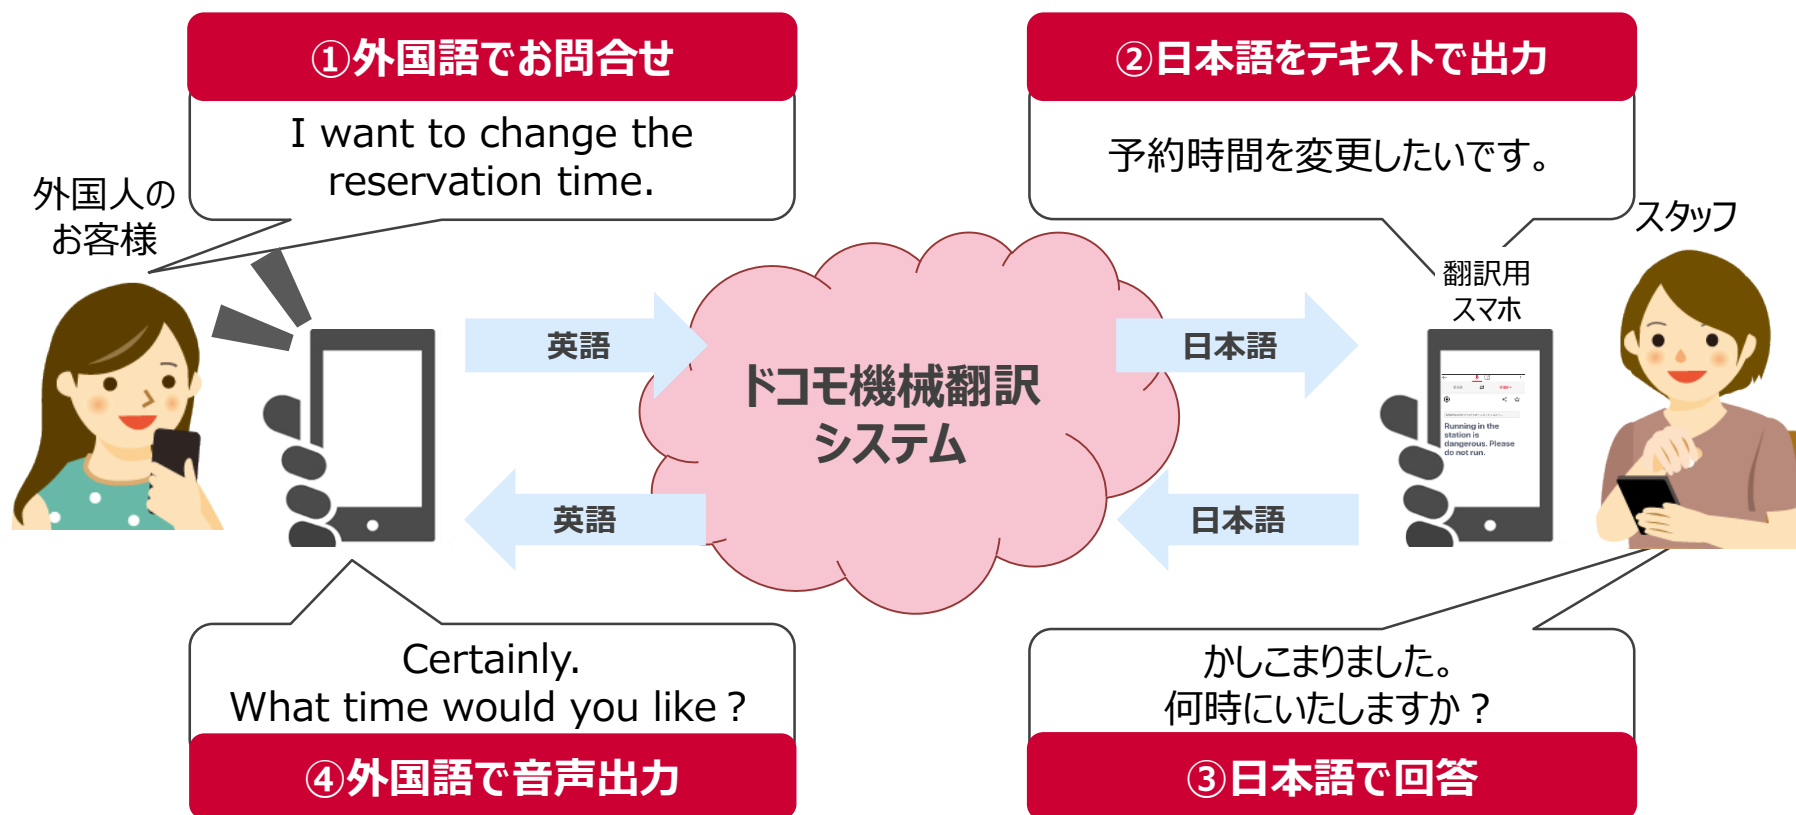 ①外国語でお問合せ
I want to change the
reservation time.
外国人の
お客様
②日本語をテキストで出力
予約時間を変更したいです。
スタッフ
翻訳用
スマホ
英語
日本語
ドコモ機械翻訳
システム
英語
日本語
Running in the
station is
dangerous. Please
do not run.
かしこまりました。
何時にいたしますか？
③日本語で回答
Certainly.
What time would you like？
④外国語で音声出力